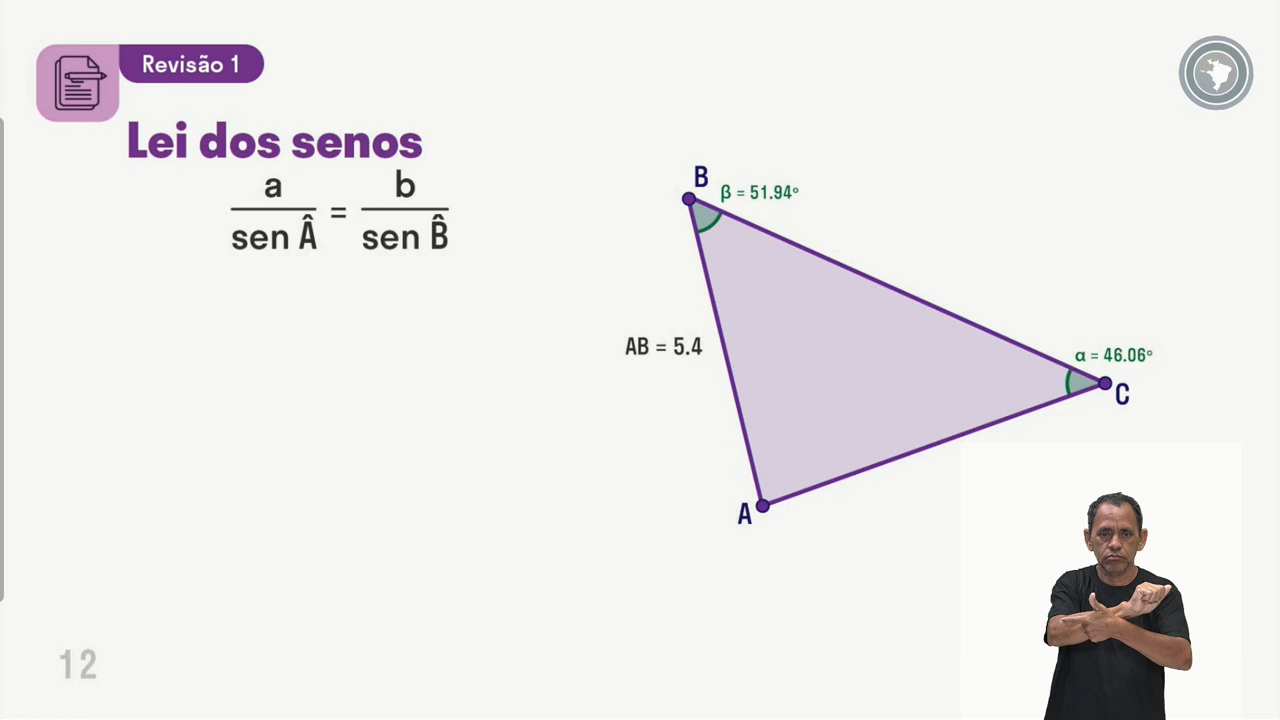 Revisão 1
Lei dos senos
a / sen Â = b / sen B̂
B
β = 51.94°
AB = 5.4
α = 46.06°
C
A
12